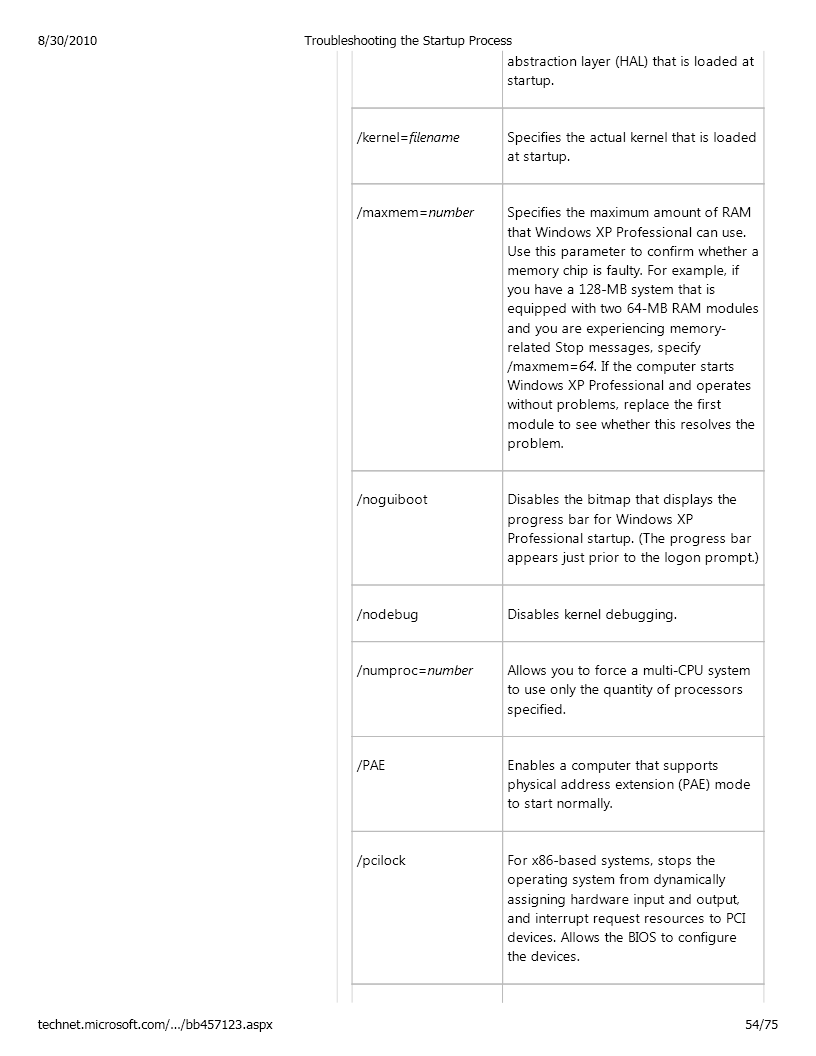 8/30/2010 Troubleshooting the Startup Process
abstraction layer (HAL) that is loaded at
startup.
/kernel=filename
Specifies the actual kernel that is loaded
at startup.
/maxmem=number
Specifies the maximum amount of RAM
that Windows XP Professional can use.
Use this parameter to confirm whether a
memory chip is faulty. For example, if
you have a 128-MB system that is
equipped with two 64-MB RAM modules
and you are experiencing memory-
related Stop messages, specify
/maxmem=64. If the computer starts
Windows XP Professional and operates
without problems, replace the first
module to see whether this resolves the
problem.
/noguiboot
Disables the bitmap that displays the
progress bar for Windows XP
Professional startup. (The progress bar
appears just prior to the logon prompt.)
/nodebug
Disables kernel debugging.
/numproc=number
Allows you to force a multi-CPU system
to use only the quantity of processors
specified.
/PAE
Enables a computer that supports
physical address extension (PAE) mode
to start normally.
/pcilock
For x86-based systems, stops the
operating system from dynamically
assigning hardware input and output,
and interrupt request resources to PCI
devices. Allows the BIOS to configure
the devices.
technet.microsoft.com/.../bb457123.aspx 54/75